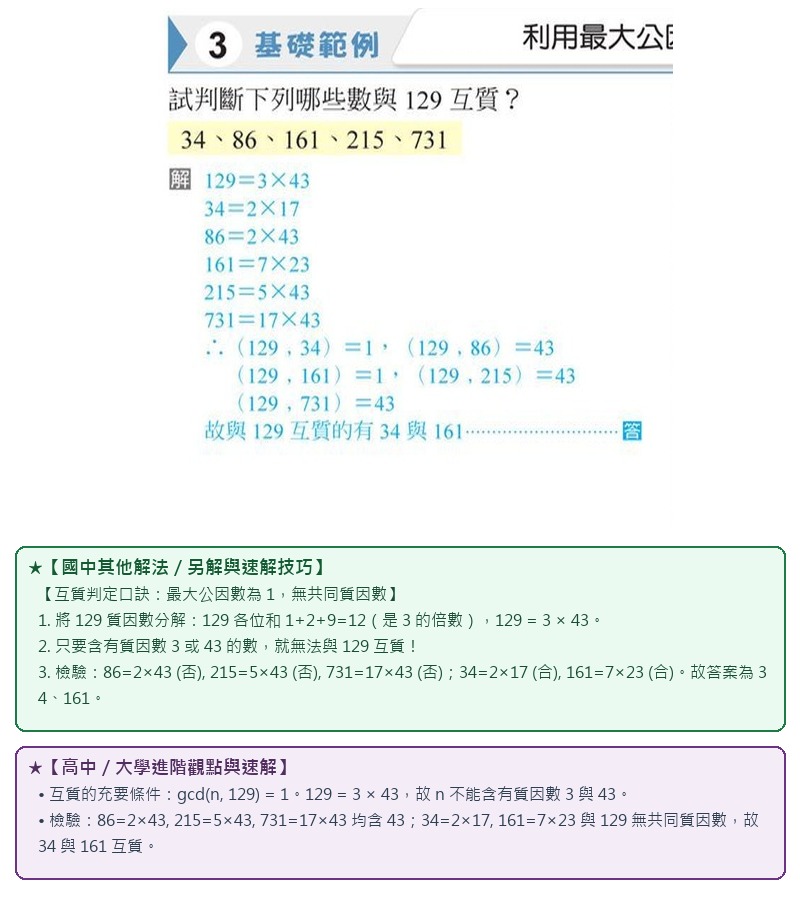 3 基礎範例 利用最大公
試判斷下列哪些數與 129 互質？
34、86、161、215、731
解 129＝3×43
34＝2×17
86＝2×43
161＝7×23
215＝5×43
731＝17×43
∴（129，34）＝1，（129，86）＝43
（129，161）＝1，（129，215）＝43
（129，731）＝43
故與 129 互質的有 34 與 161⋯⋯⋯⋯⋯⋯⋯⋯⋯⋯ 答
★【國中其他解法 / 另解與速解技巧】
【互質判定口訣：最大公因數為 1，無共同質因數】
1. 將 129 質因數分解：129 各位和 1+2+9=12（是 3 的倍數），129 = 3 × 43。
2. 只要含有質因數 3 或 43 的數，就無法與 129 互質！
3. 檢驗：86=2×43 (否), 215=5×43 (否), 731=17×43 (否)；34=2×17 (合), 161=7×23 (合)。故答案為 3
4、161。
★【高中 / 大學進階觀點與速解】
• 互質的充要條件：gcd(n, 129) = 1。129 = 3 × 43，故 n 不能含有質因數 3 與 43。
• 檢驗：86=2×43, 215=5×43, 731=17×43 均含 43；34=2×17, 161=7×23 與 129 無共同質因數，故
34 與 161 互質。